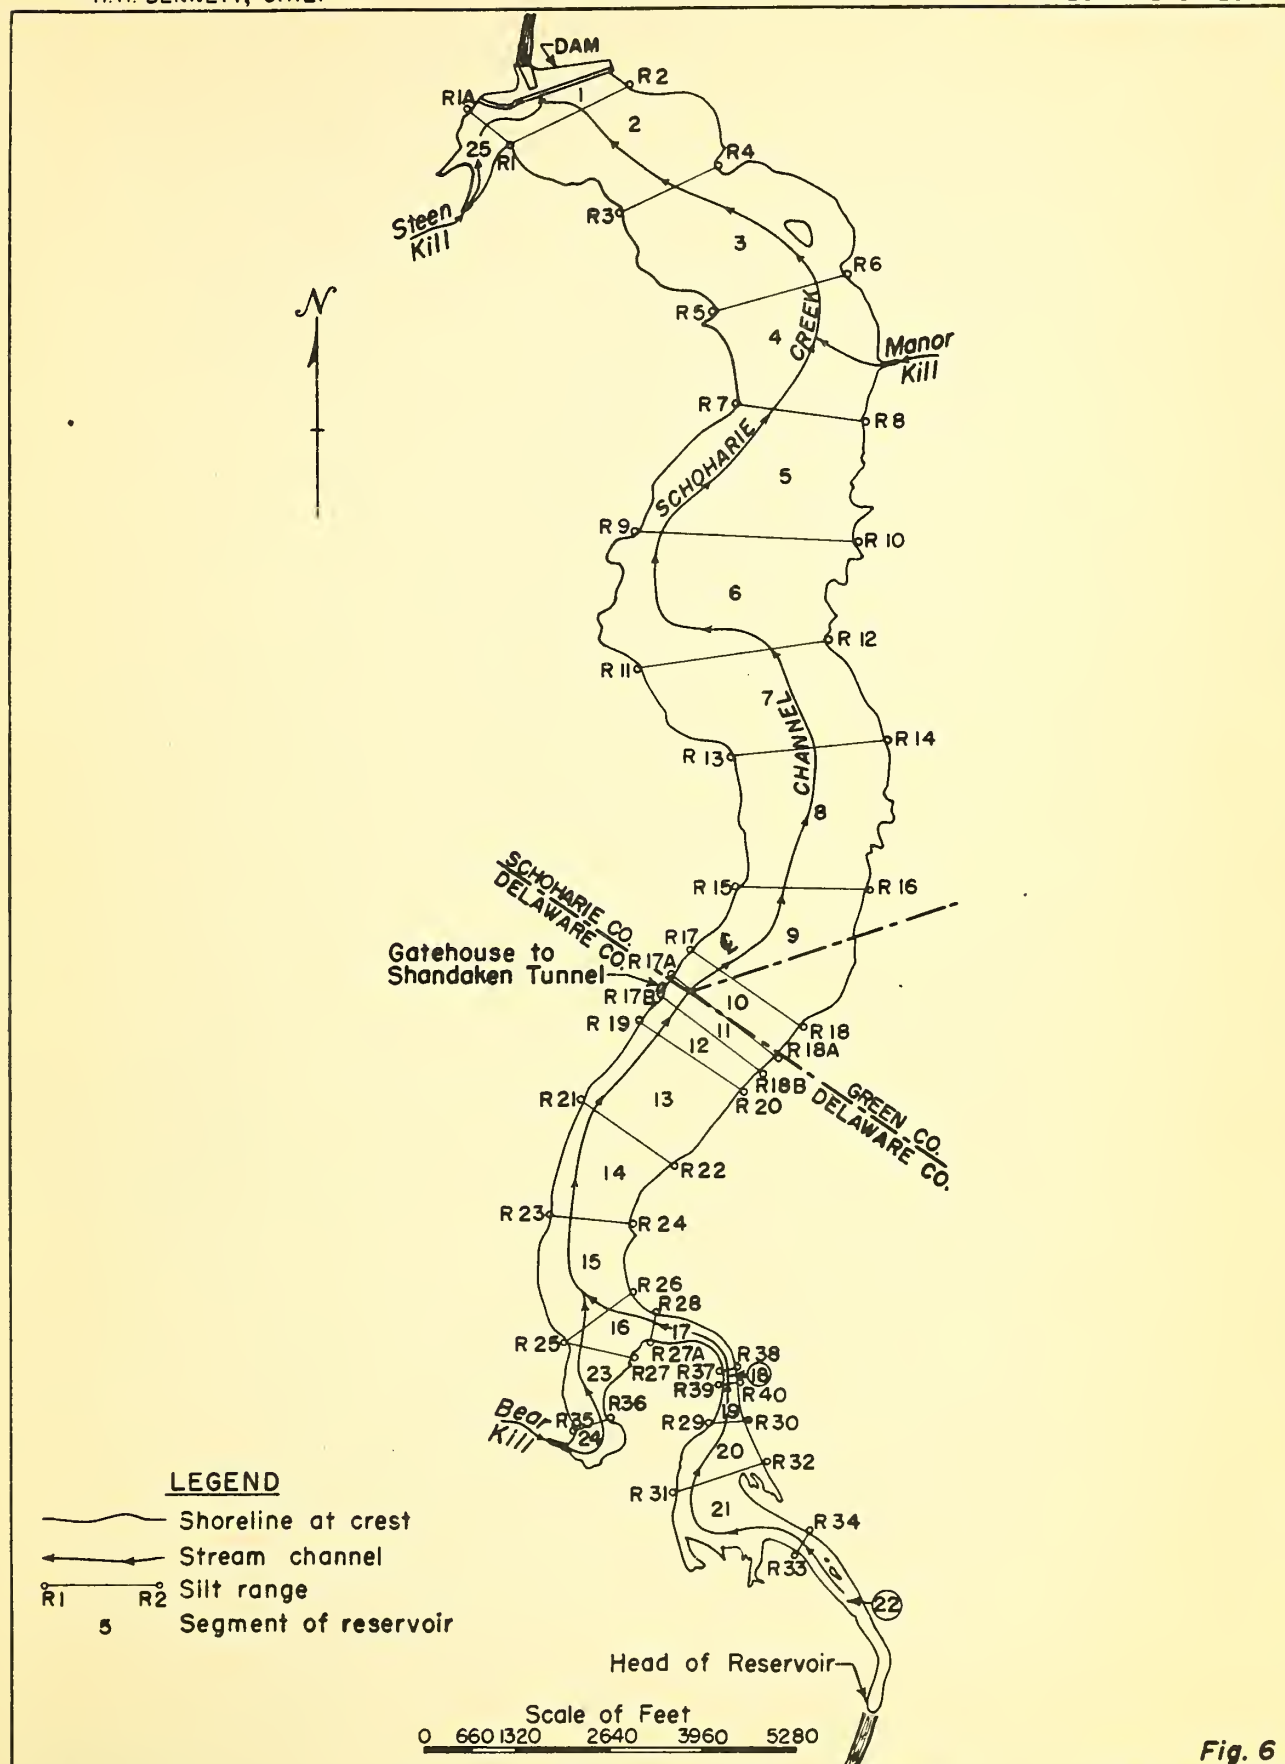 DAM
R1A
R2
1
2
25
R1
R4
Steen
Kill
R3
3
R6
N
R5
4
CREEK
Manor
Kill
R7
R8
SCHOHARIE
5
R9
R10
6
R12
R11
7
CHANNEL
R14
R13
8
R15
R16
SCHOHARIE CO.
DELAWARE CO.
R17
9
Gatehouse to
Shandaken Tunnel
R17A
R17B
10
R18
R19
11
12
R18A
R18B
R20
GREEN CO.
DELAWARE CO.
R21
13
R22
14
R23
R24
15
R26
R28
16
17
R25
R27A
R38
R27
R37
18
23
R39
R40
R36
R35
19
Bear
Kill
24
R29
R30
20
R32
R31
21
R34
R33
22
LEGEND
Shoreline at crest
Stream channel
R1 R2 Silt range
5 Segment of reservoir
Head of Reservoir
Scale of Feet
0 660 1320 2640 3960 5280
Fig. 6